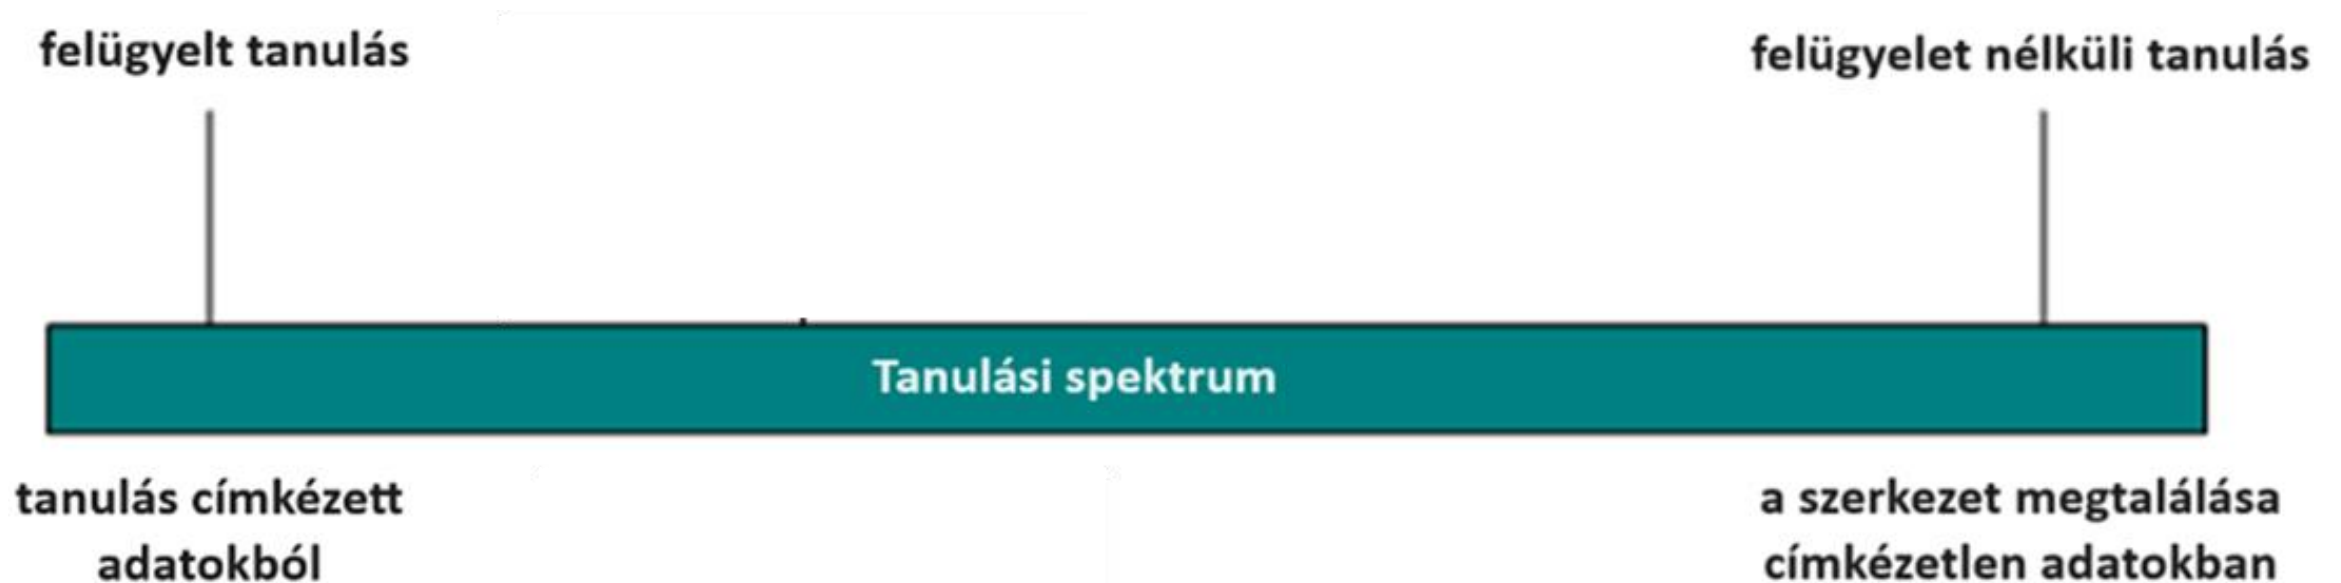 felügyelt tanulás
felügyelet nélküli tanulás
Tanulási spektrum
tanulás címkézett
adatokból
a szerkezet megtalálása
címkézetlen adatokban